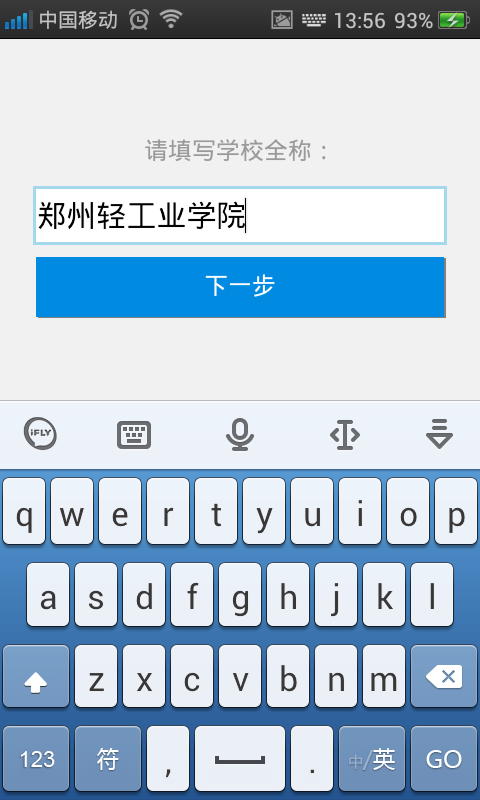 中国移动 13:56 93%
请填写学校全称：
郑州轻工业学院
下一步
iFLY
q w e r t y u i o p
a s d f g h j k l
z x c v b n m
123 符 , . 中/英 GO